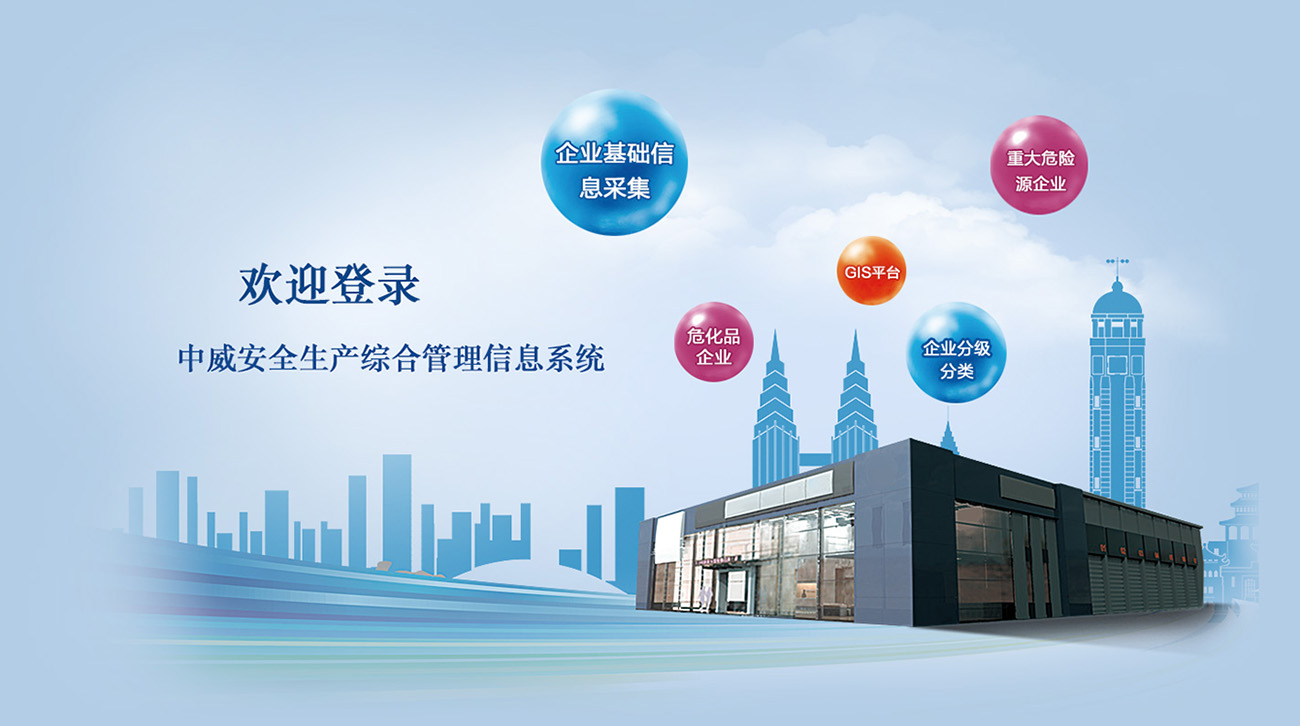 企业基础信
息采集
重大危险
源企业
GIS平台
欢迎登录
危化品
企业
企业分级
分类
中威安全生产综合管理信息系统